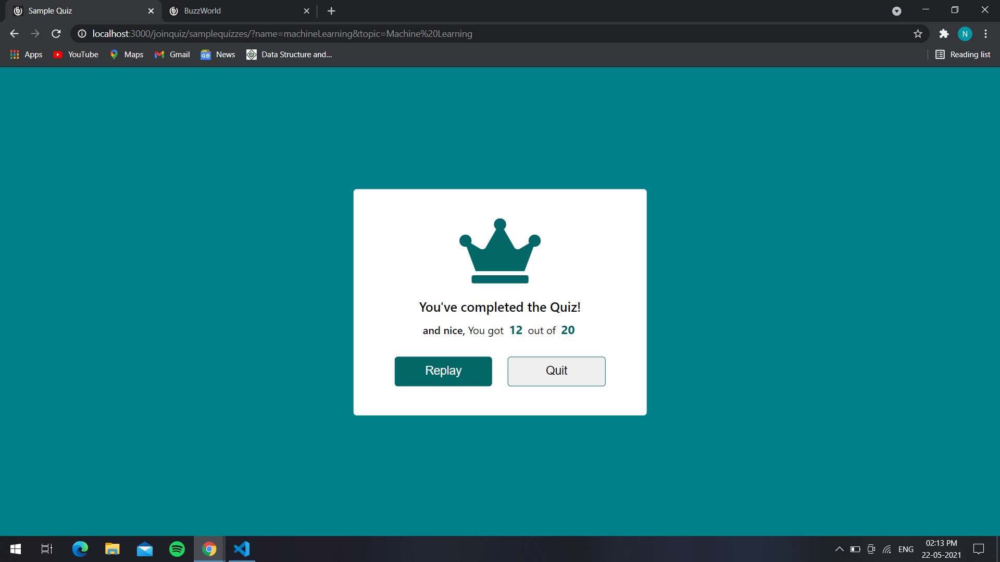 Sample Quiz
BuzzWorld
localhost:3000/joinquiz/samplequizzes/?name=machineLearning&topic=Machine%20Learning
N
Apps
YouTube
Maps
Gmail
GE
News
Data Structure and...
Reading list
You've completed the Quiz!
and nice, You got 12 out of 20
Replay
Quit
ENG
02:13 PM
22-05-2021